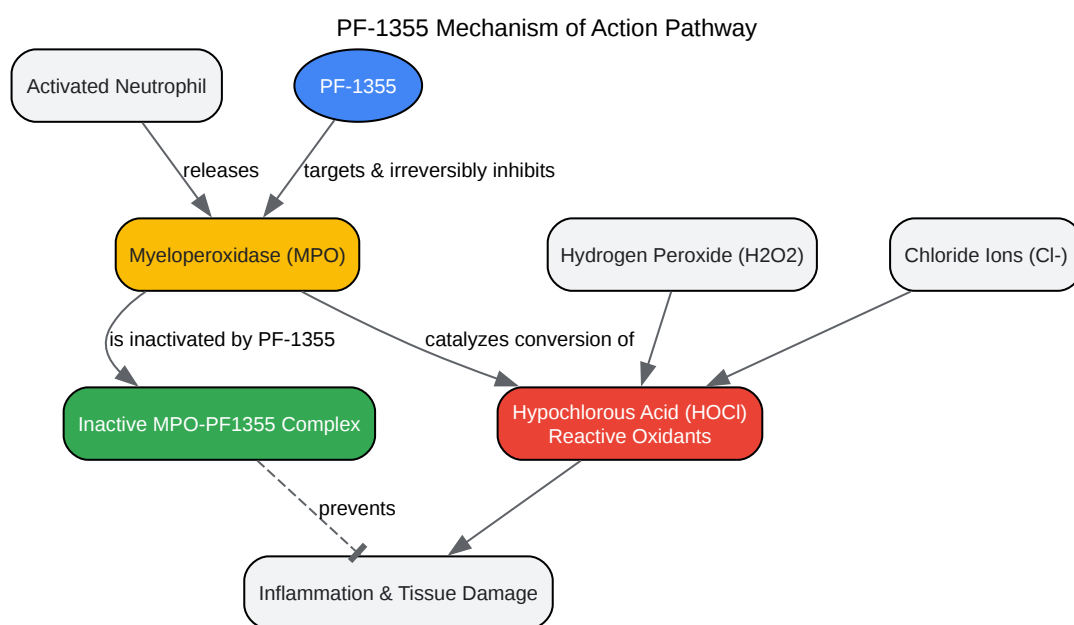 PF-1355 Mechanism of Action Pathway
Activated Neutrophil
PF-1355
releases
targets & irreversibly inhibits
Myeloperoxidase (MPO)
Hydrogen Peroxide (H2O2)
Chloride Ions (Cl-)
is inactivated by PF-1355
catalyzes conversion of
Inactive MPO-PF1355 Complex
Hypochlorous Acid (HOCl)
Reactive Oxidants
prevents
Inflammation & Tissue Damage